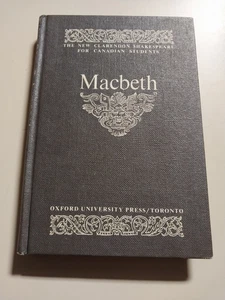 THE NEW CLARENDON SHAKESPEARE
FOR CANADIAN STUDENTS
Macbeth
OXFORD UNIVERSITY PRESS/TORONTO